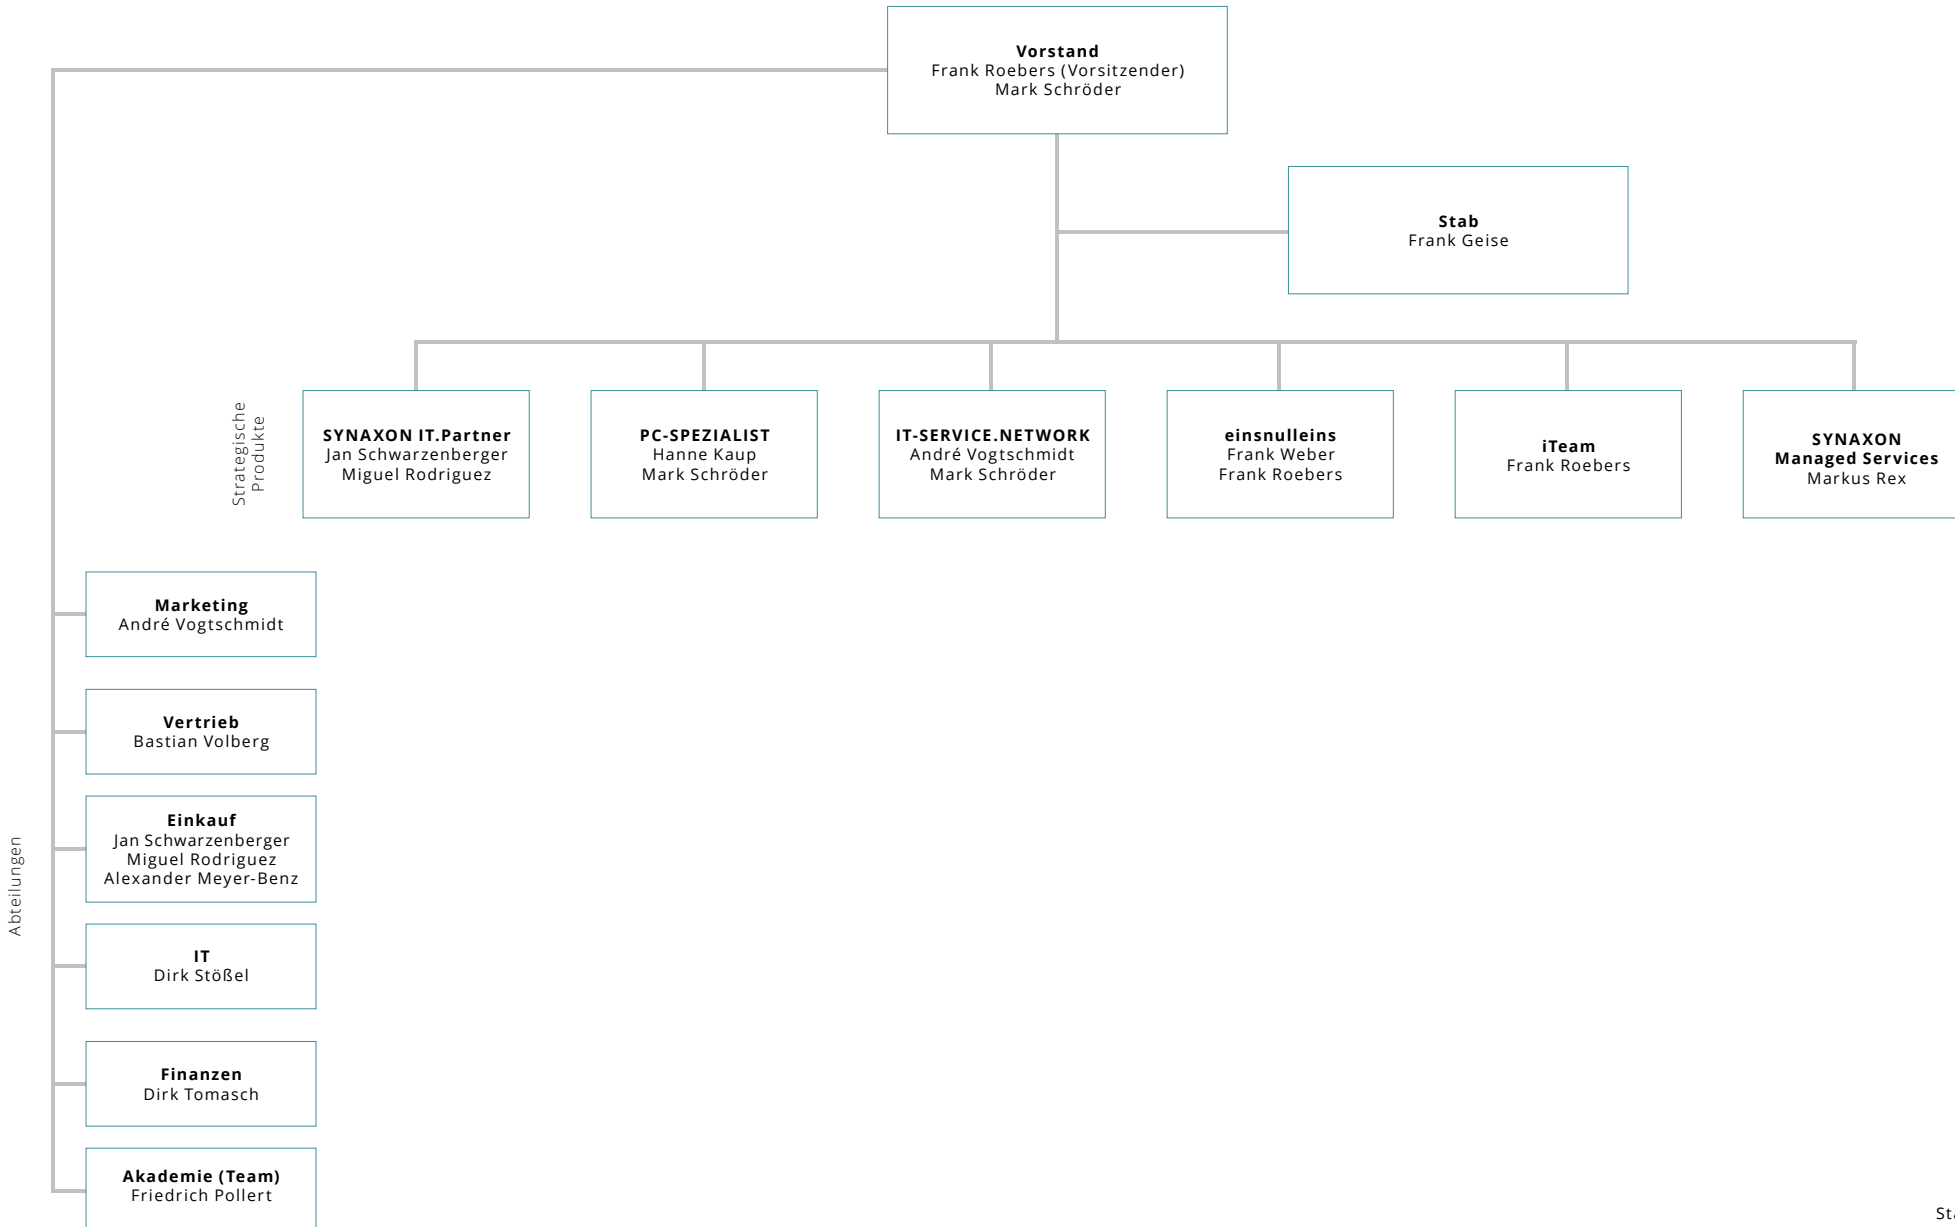 Vorstand
Frank Roebers (Vorsitzender)
Mark Schröder
Stab
Frank Geise
Strategische
Produkte
SYNAXON IT.Partner
Jan Schwarzenberger
Miguel Rodriguez
PC-SPEZIALIST
Hanne Kaup
Mark Schröder
IT-SERVICE.NETWORK
André Vogtschmidt
Mark Schröder
einsnulleins
Frank Weber
Frank Roebers
iTeam
Frank Roebers
SYNAXON
Managed Services
Markus Rex
Abteilungen
Marketing
André Vogtschmidt
Vertrieb
Bastian Volberg
Einkauf
Jan Schwarzenberger
Miguel Rodriguez
Alexander Meyer-Benz
IT
Dirk Stößel
Finanzen
Dirk Tomasch
Akademie (Team)
Friedrich Pollert